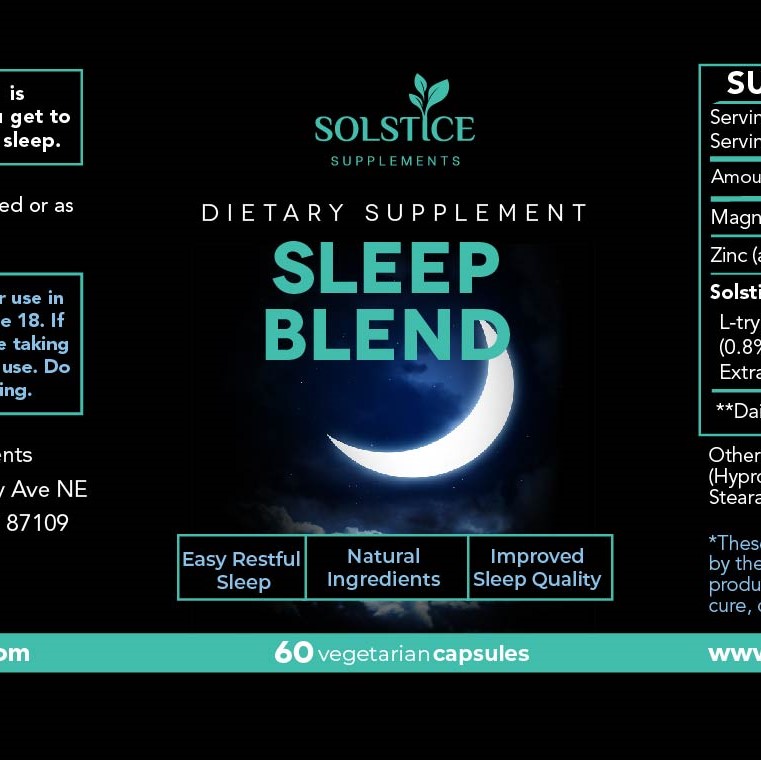 is
get to
sleep.
ed or as
r use in
e 18. If
e taking
use. Do
ing.
ents
Ave NE
87109
om
SOLSTICE
SUPPLEMENTS
DIETARY SUPPLEMENT
SLEEP
BLEND
Easy Restful
Sleep
Natural
Ingredients
Improved
Sleep Quality
60 vegetarian capsules
SU
Servin
Servin
Amou
Magn
Zinc (a
Solsti
L-try
(0.8%
Extra
**Dai
Other
(Hypro
Steara
*These
by the
produ
cure,
www